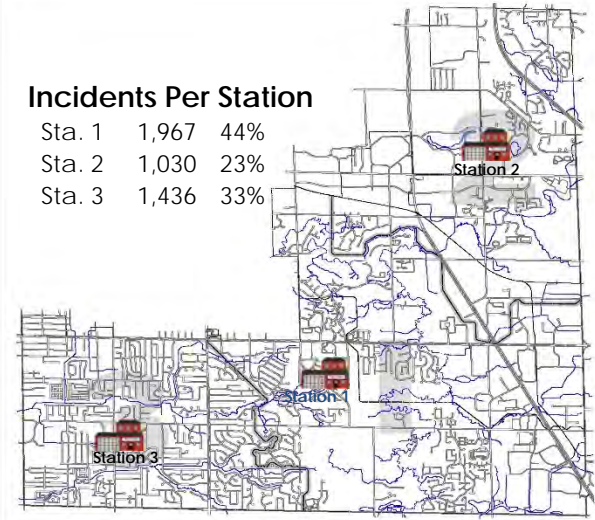 Incidents Per Station
Sta. 1 1,967 44%
Sta. 2 1,030 23%
Sta. 3 1,436 33%
Station 2
Station 1
Station 3